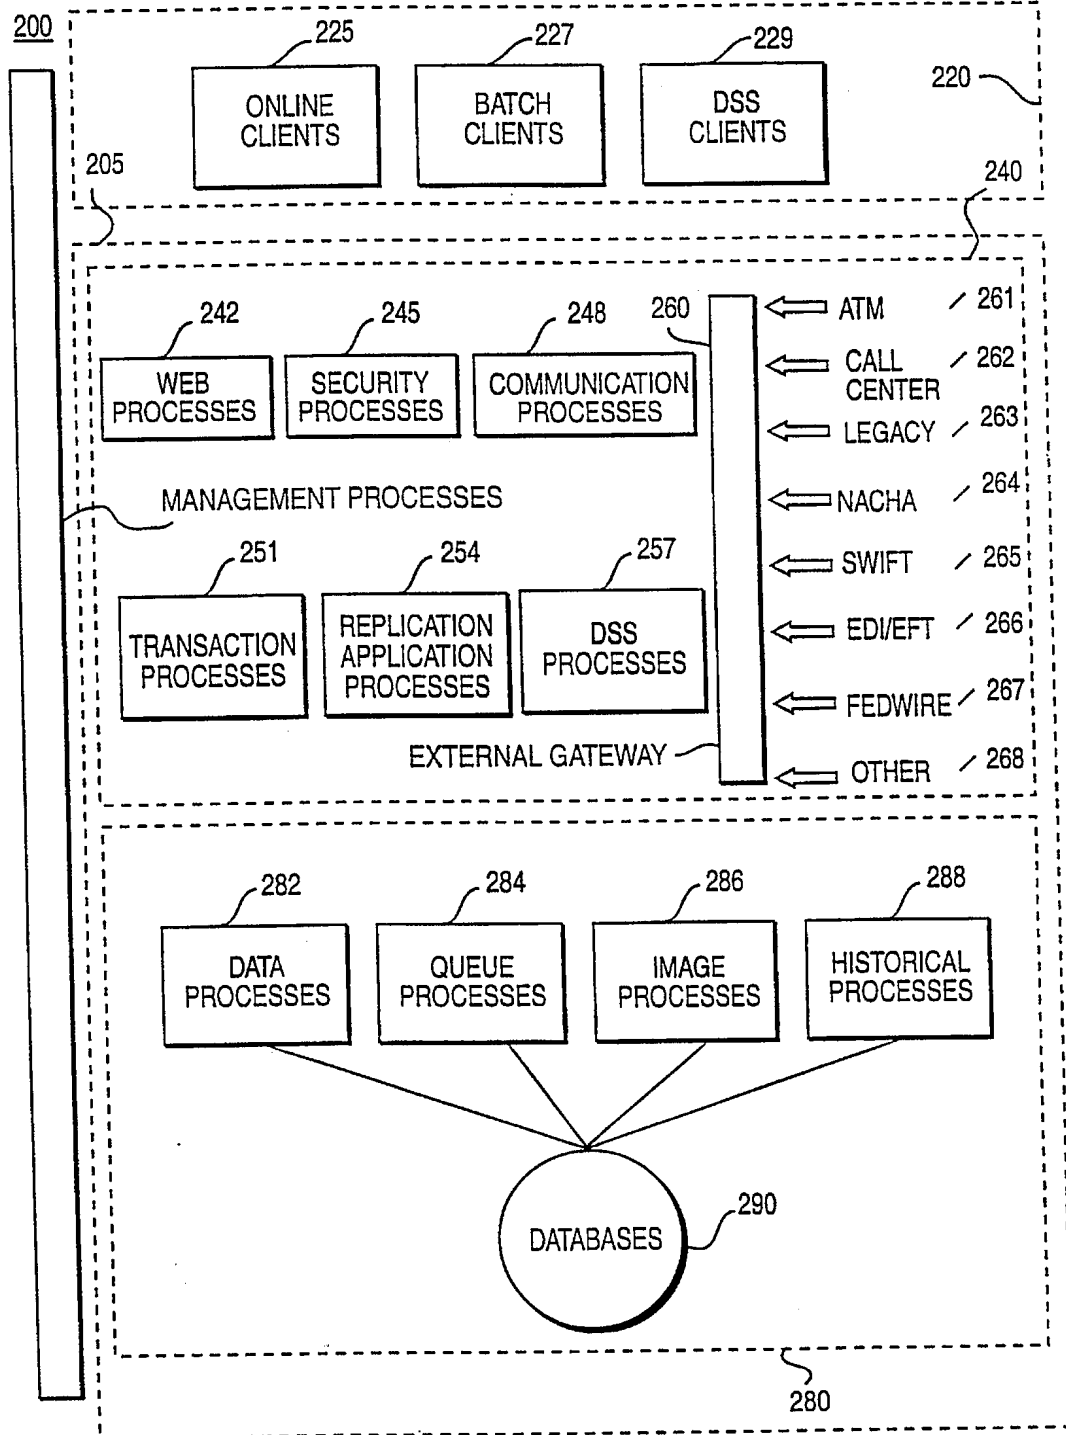 200
225
227
229
220
ONLINE
CLIENTS
BATCH
CLIENTS
DSS
CLIENTS
205
240
242
245
248
260
WEB
PROCESSES
SECURITY
PROCESSES
COMMUNICATION
PROCESSES
ATM
261
CALL
CENTER
262
LEGACY
263
NACHA
264
SWIFT
265
EDI/EFT
266
FEDWIRE
267
OTHER
268
MANAGEMENT PROCESSES
251
254
257
TRANSACTION
PROCESSES
REPLICATION
APPLICATION
PROCESSES
DSS
PROCESSES
EXTERNAL GATEWAY
282
284
286
288
DATA
PROCESSES
QUEUE
PROCESSES
IMAGE
PROCESSES
HISTORICAL
PROCESSES
DATABASES
290
280